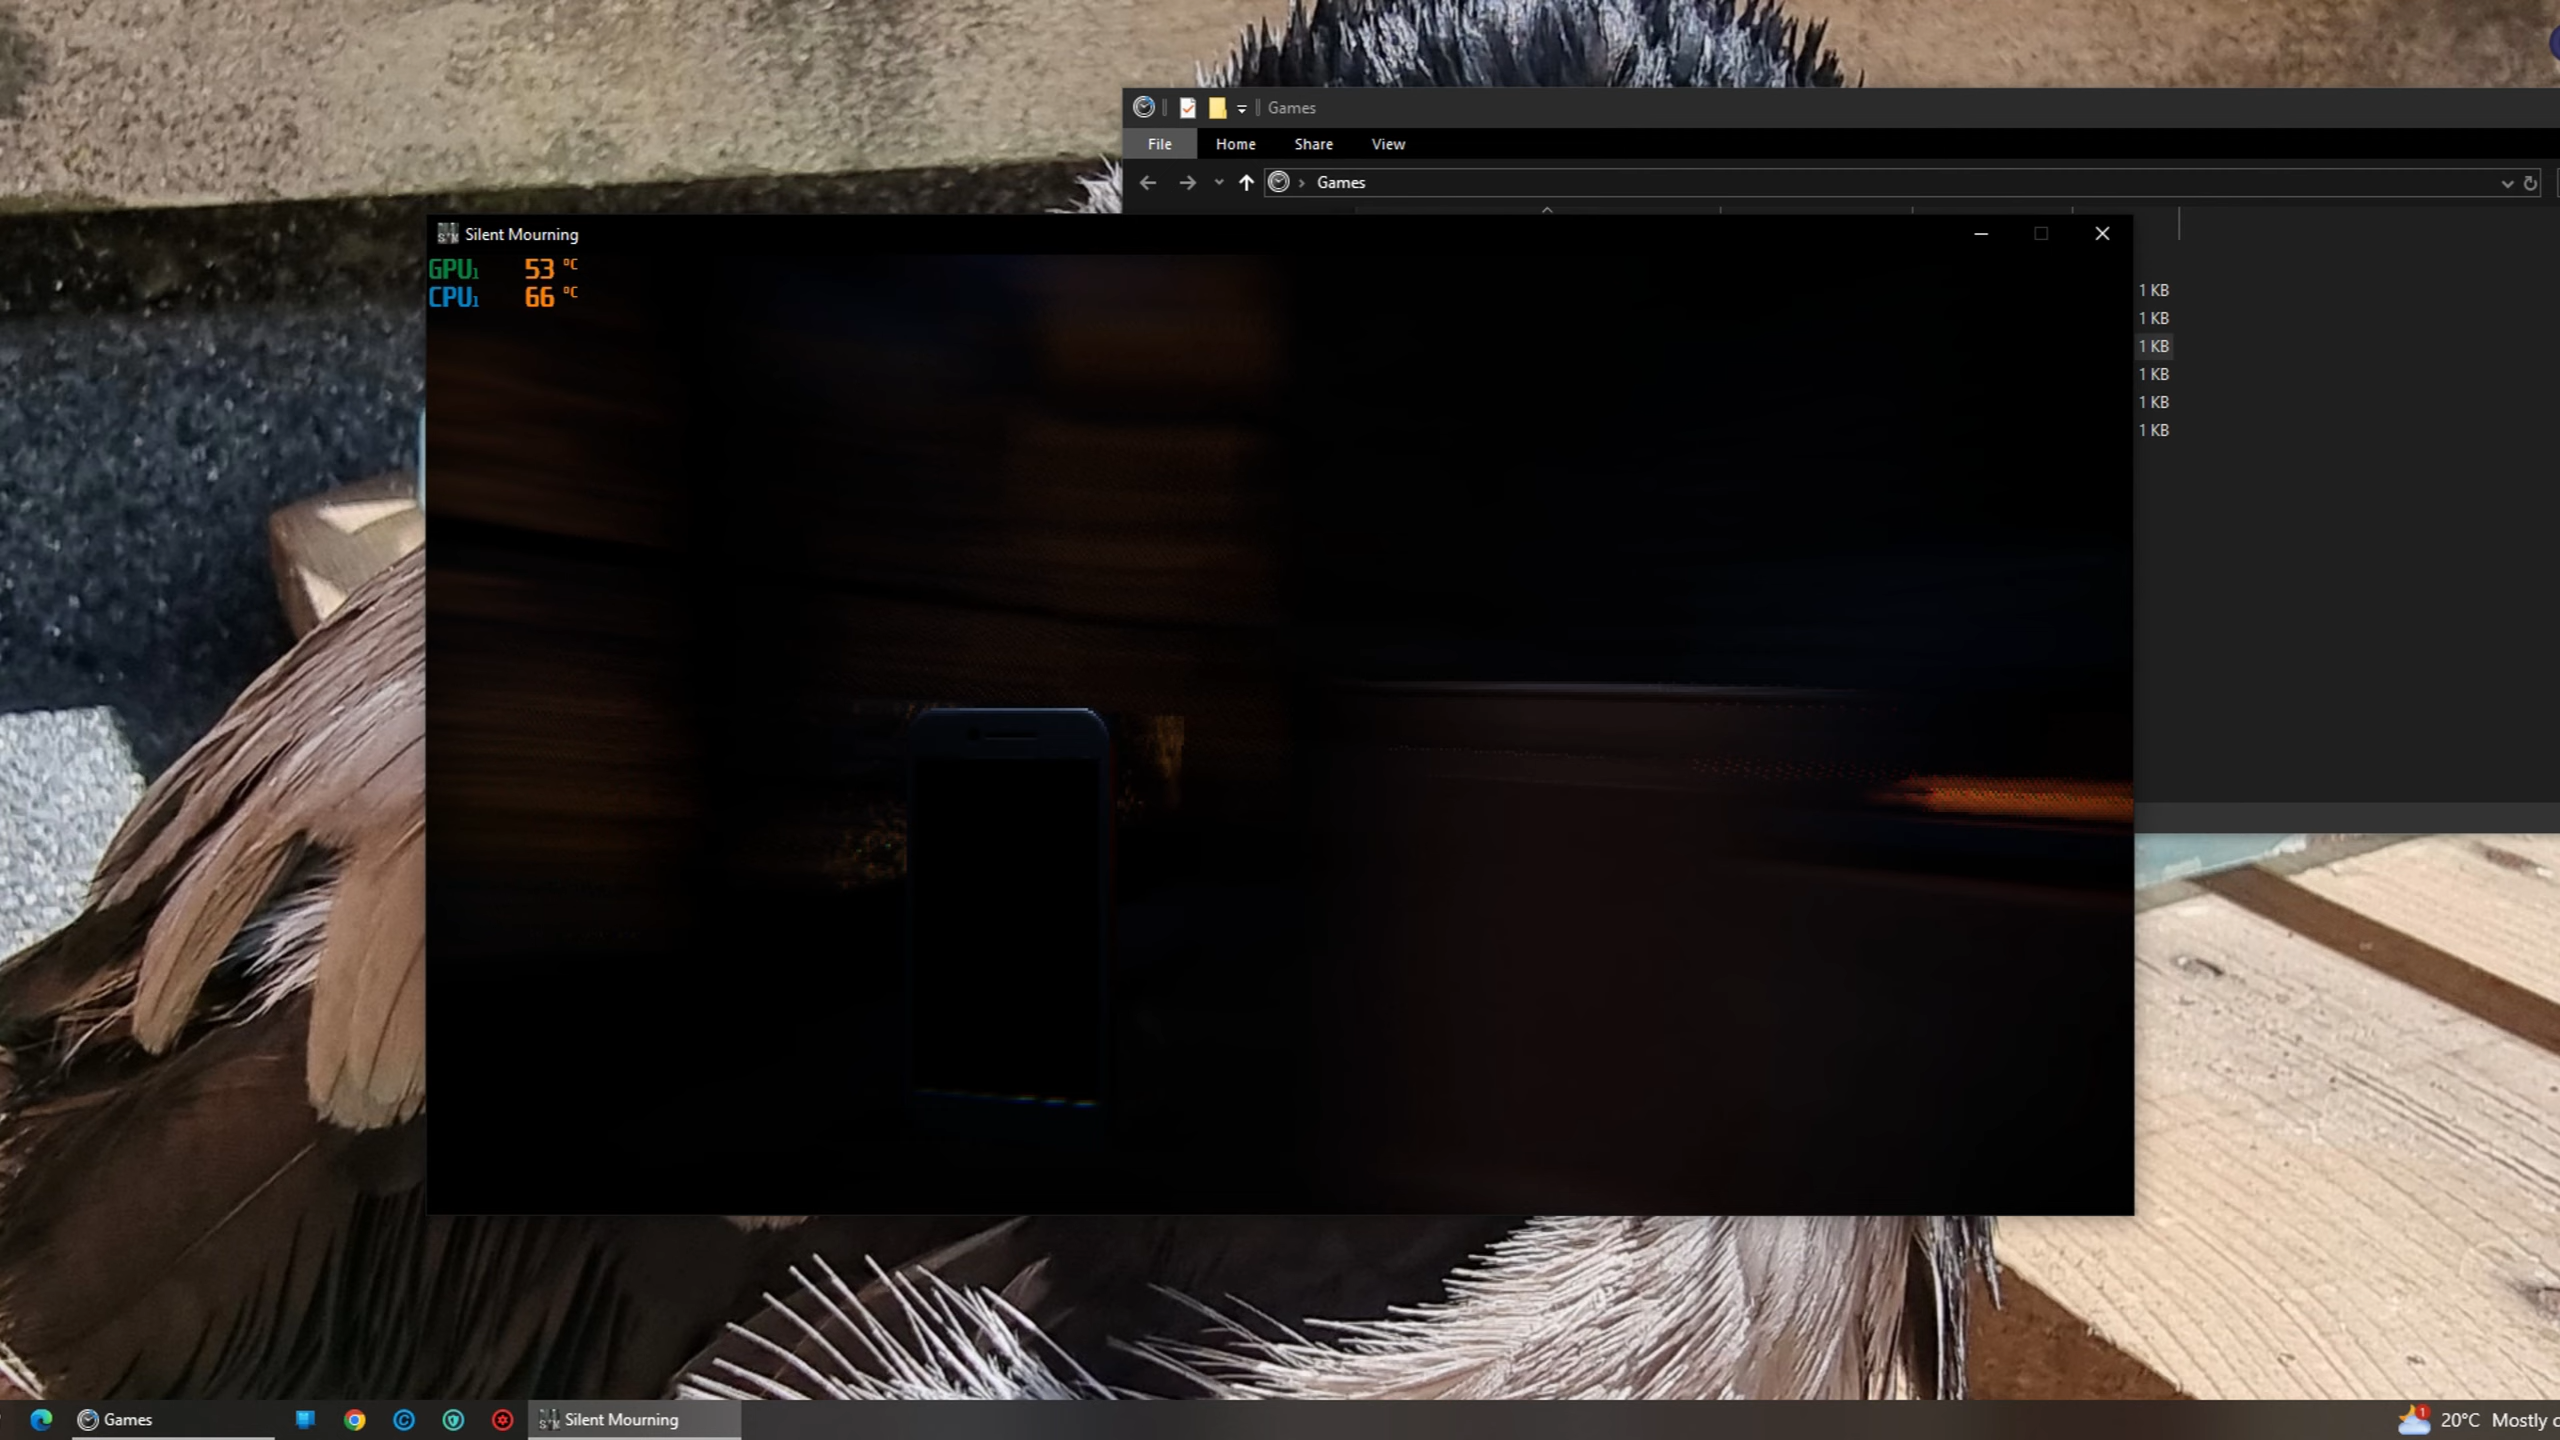 Games
File Home Share View
Games
Silent Mourning
GPU1 53 °C
CPU1 66 °C
1 KB
1 KB
1 KB
1 KB
1 KB
1 KB
Games
Silent Mourning
1
20°C Mostly